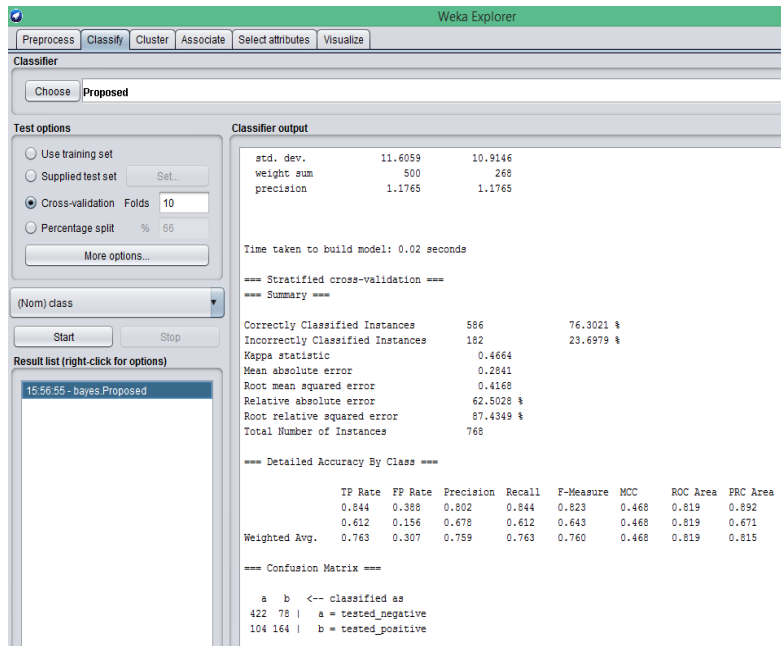 Weka Explorer
Preprocess Classify Cluster Associate Select attributes Visualize
Classifier
Choose Proposed
Test options
Use training set
Supplied test set Set...
Cross-validation Folds 10
Percentage split % 66
More options...
(Nom) class
Start Stop
Result list (right-click for options)
15:56:55 - bayes.Proposed
Classifier output
std. dev. 11.6059 10.9146
weight sum 500 268
precision 1.1765 1.1765
Time taken to build model: 0.02 seconds
=== Stratified cross-validation ===
=== Summary ===
Correctly Classified Instances 586 76.3021 %
Incorrectly Classified Instances 182 23.6979 %
Kappa statistic 0.4664
Mean absolute error 0.2841
Root mean squared error 0.4168
Relative absolute error 62.5028 %
Root relative squared error 87.4349 %
Total Number of Instances 768
=== Detailed Accuracy By Class ===
TP Rate FP Rate Precision Recall F-Measure MCC ROC Area PRC Area
0.844 0.388 0.802 0.844 0.823 0.468 0.819 0.892
0.612 0.156 0.678 0.612 0.643 0.468 0.819 0.671
Weighted Avg. 0.763 0.307 0.759 0.763 0.760 0.468 0.819 0.815
=== Confusion Matrix ===
a b <-- classified as
422 78 | a = tested_negative
104 164 | b = tested_positive